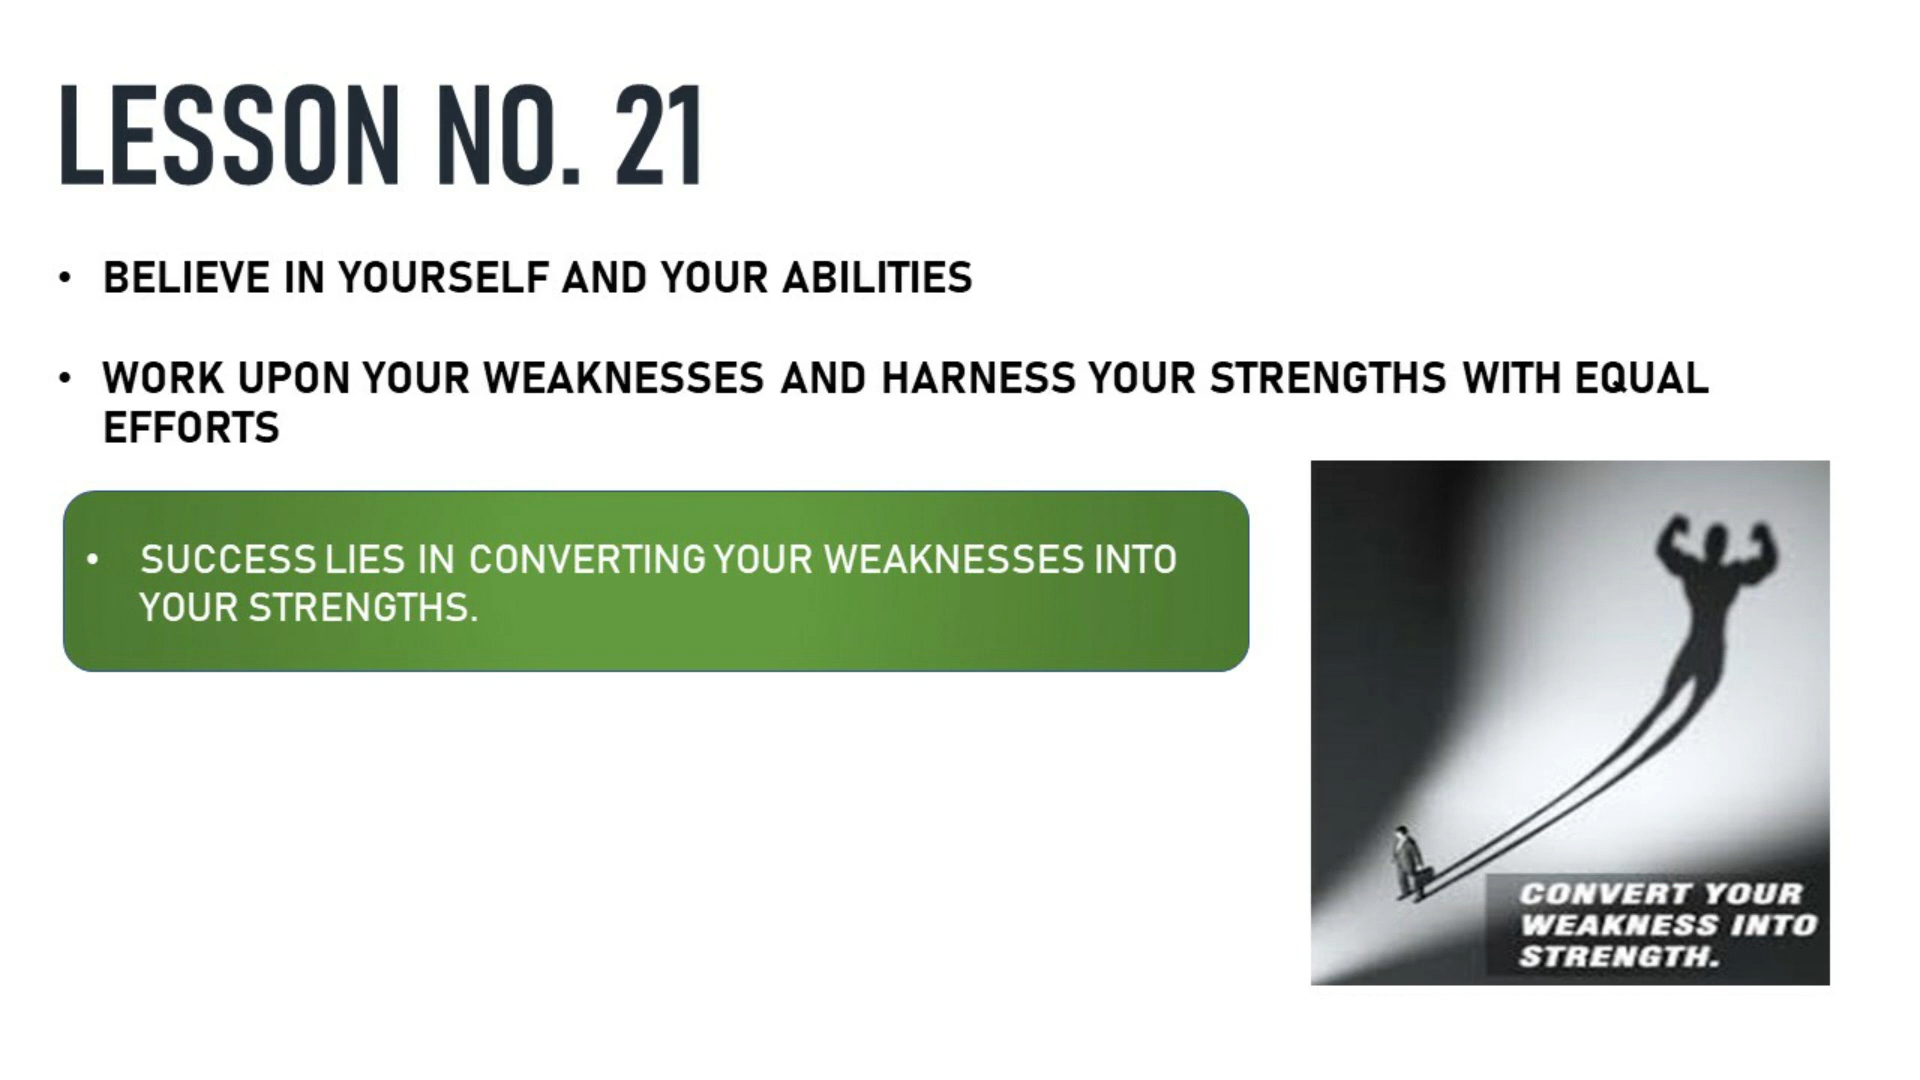 LESSON NO. 21
• BELIEVE IN YOURSELF AND YOUR ABILITIES
• WORK UPON YOUR WEAKNESSES AND HARNESS YOUR STRENGTHS WITH EQUAL
EFFORTS
• SUCCESS LIES IN CONVERTING YOUR WEAKNESSES INTO
YOUR STRENGTHS.
CONVERT YOUR
WEAKNESS INTO
STRENGTH.